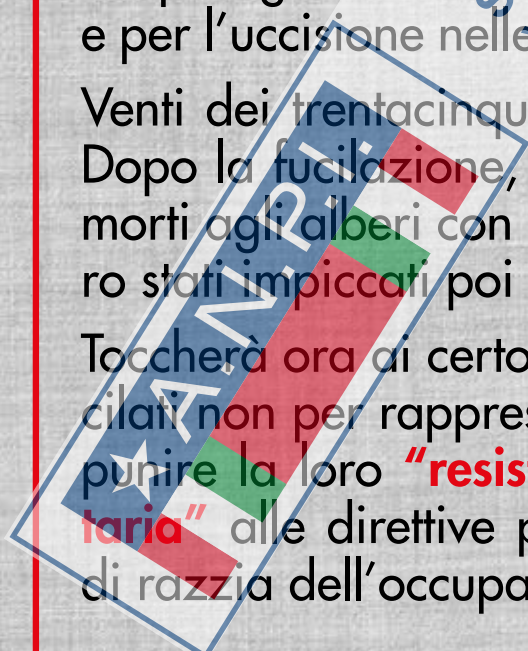 e per l’uccisione nelle
Venti dei trentacinqu
Dopo la fucilazione,
morti agli alberi con
ro stati impiccati poi
Toccherà ora ai certo
cilati non per rappres
punire la loro “resis
taria” alle direttive p
di razzia dell’occupa
A.N.P.I.